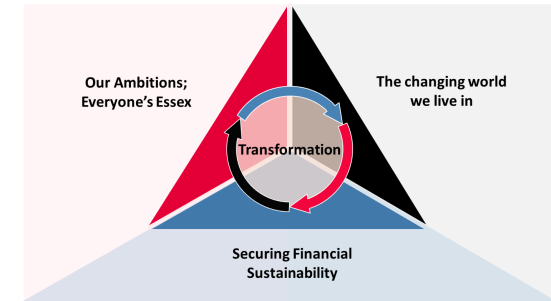 Our Ambitions;
Everyone's Essex
The changing world
we live in
Transformation
Securing Financial
Sustainability